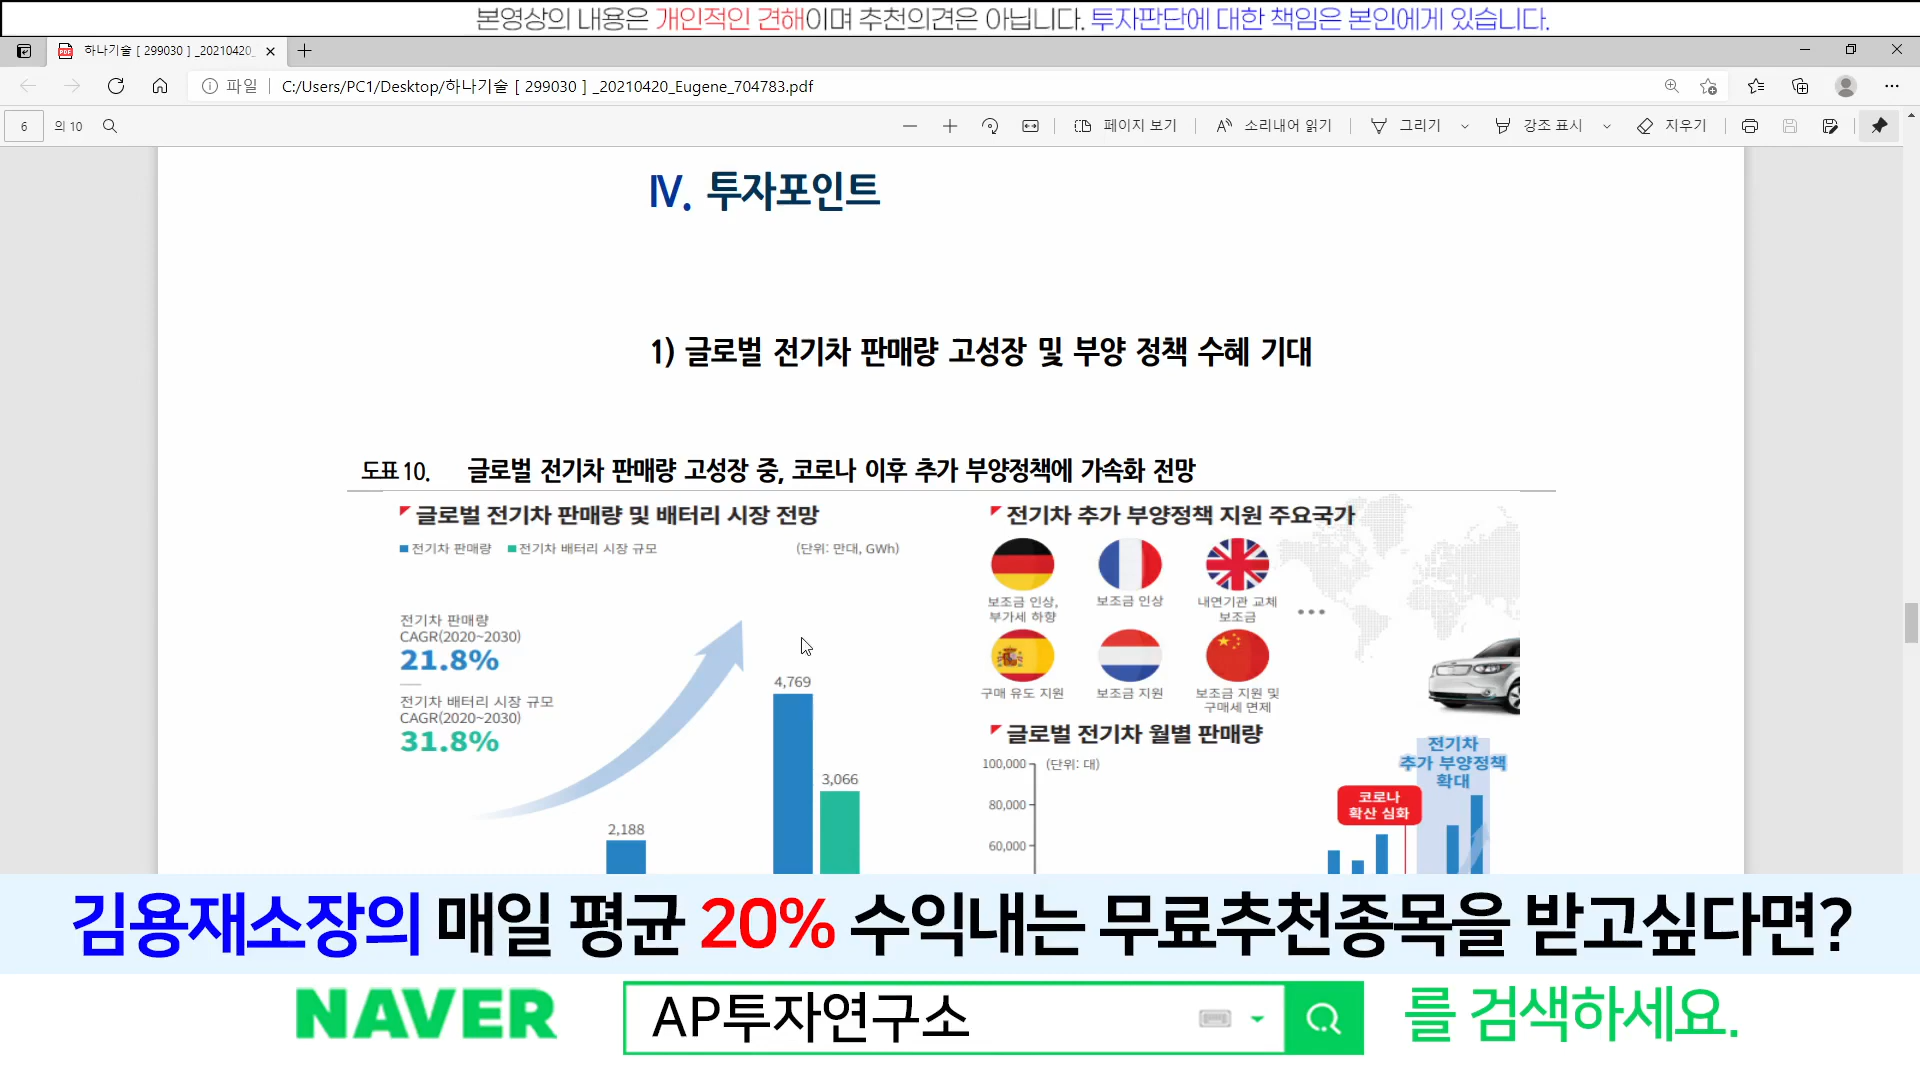 본영상의 내용은 개인적인 견해이며 추천의견은 아닙니다. 투자판단에 대한 책임은 본인에게 있습니다.
하나기술 [ 299030 ] _20210420_
파일 C:/Users/PC1/Desktop/하나기술 [ 299030 ] _20210420_Eugene_704783.pdf
6 의 10 페이지 보기 소리내어 읽기 그리기 강조 표시 지우기
Ⅳ. 투자포인트
1) 글로벌 전기차 판매량 고성장 및 부양 정책 수혜 기대
도표 10. 글로벌 전기차 판매량 고성장 중, 코로나 이후 추가 부양정책에 가속화 전망
글로벌 전기차 판매량 및 배터리 시장 전망
전기차 판매량 전기차 배터리 시장 규모 (단위: 만대, GWh)
전기차 판매량
CAGR(2020~2030)
21.8%
전기차 배터리 시장 규모
CAGR(2020~2030)
31.8%
2,188
4,769
3,066
전기차 추가 부양정책 지원 주요국가
보조금 인상,
부가세 하향
보조금 인상
내연기관 교체
보조금
구매 유도 지원
보조금 지원
보조금 지원 및
구매세 면제
글로벌 전기차 월별 판매량
100,000 (단위: 대)
80,000
60,000
코로나
확산 심화
전기차
추가 부양정책
확대
김용재소장의 매일 평균 20% 수익내는 무료추천종목을 받고싶다면?
NAVER AP투자연구소 를 검색하세요.